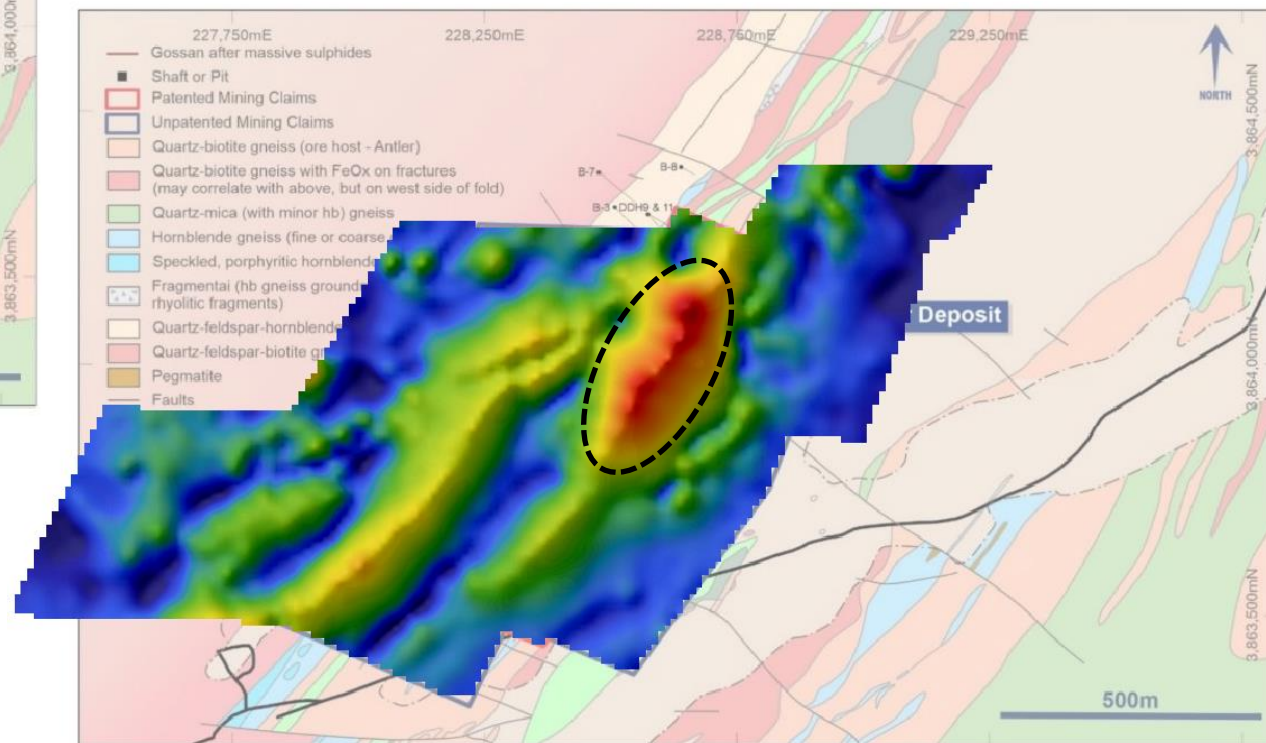 227,750mE
228,250mE
228,750mE
229,250mE
Gossan after massive sulphides
Shaft or Pit
Patented Mining Claims
Unpatented Mining Claims
Quartz-biotite gneiss (ore host - Antler)
Quartz-biotite gneiss with FeOx on fractures
(may correlate with above, but on west side of fold)
Quartz-mica (with minor hb) gneiss
Hornblende gneiss (fine or coarse
Speckled, porphyritic hornblende
Fragmental (hb gneiss ground
rhyolitic fragments)
Quartz-feldspar-hornblende
Quartz-feldspar-biotite gn
Pegmatite
Faults
B-7
B-8
B-3
DDH9 & 11
NORTH
Deposit
500m
3,864,500mN
3,864,000mN
3,863,500mN
3,864,000
3,863,500mN